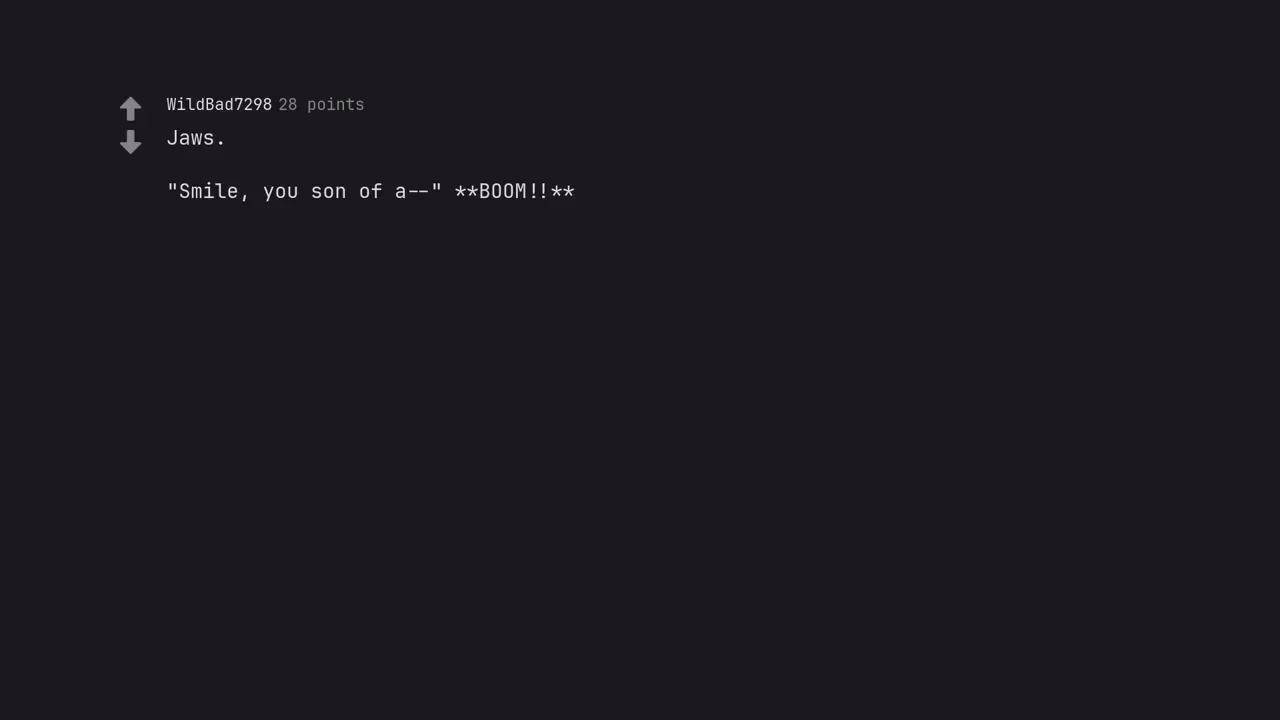 WildBad7298 28 points
Jaws.
"Smile, you son of a--" **BOOM!!**